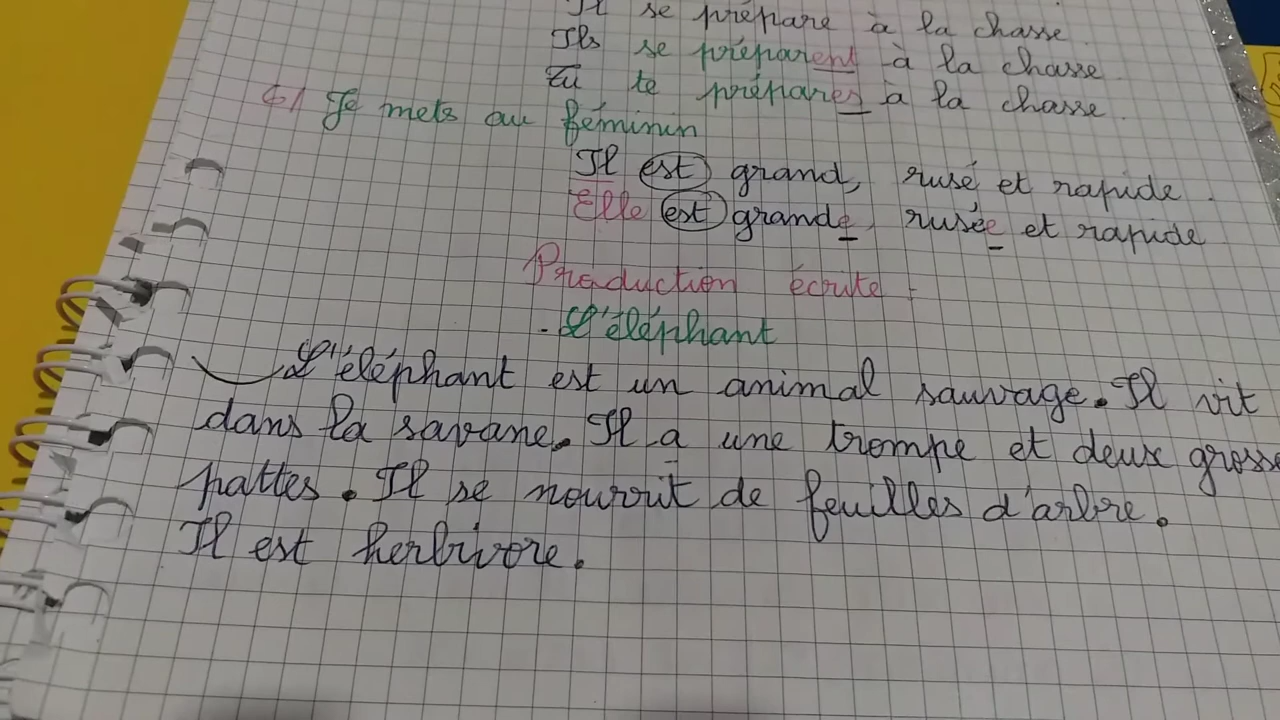 Il se prépare à la chasse
Ils se préparent à la chasse.
Tu te prépares à la chasse.
6/ Je mets au féminin
Il est grand, rusé et rapide.
Elle est grande, rusée et rapide
Production écrite :
- L'éléphant
L'éléphant est un animal sauvage. Il vit
dans la savane. Il a une trompe et deux grosse
pattes. Il se nourrit de feuilles d'arbre.
Il est herbivore.